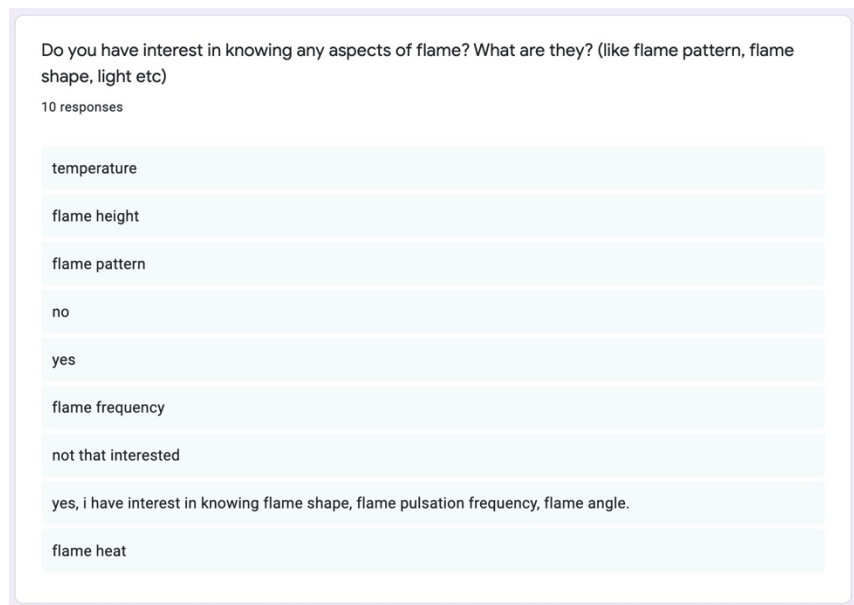 Do you have interest in knowing any aspects of flame? What are they? (like flame pattern, flame
shape, light etc)
10 responses
temperature
flame height
flame pattern
no
yes
flame frequency
not that interested
yes, i have interest in knowing flame shape, flame pulsation frequency, flame angle.
flame heat